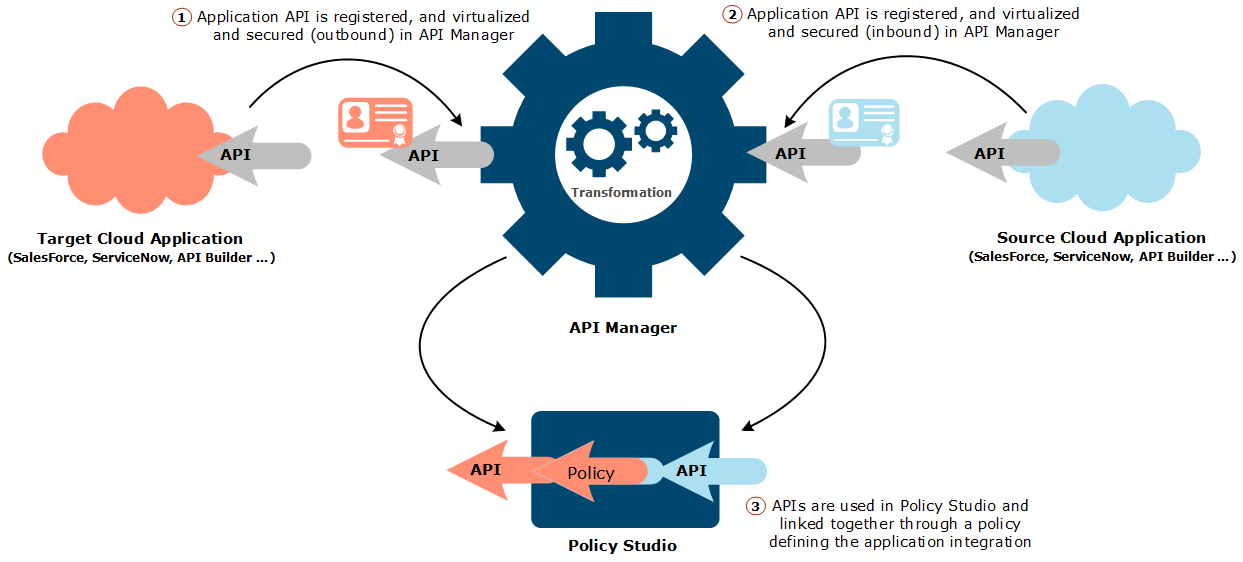 1 Application API is registered, and virtualized
and secured (outbound) in API Manager
2 Application API is registered, and virtualized
and secured (inbound) in API Manager
API
API
API
API
Transformation
Target Cloud Application
(SalesForce, ServiceNow, API Builder ...)
Source Cloud Application
(SalesForce, ServiceNow, API Builder ...)
API Manager
API
Policy
API
3 APIs are used in Policy Studio and
linked together through a policy
defining the application integration
Policy Studio